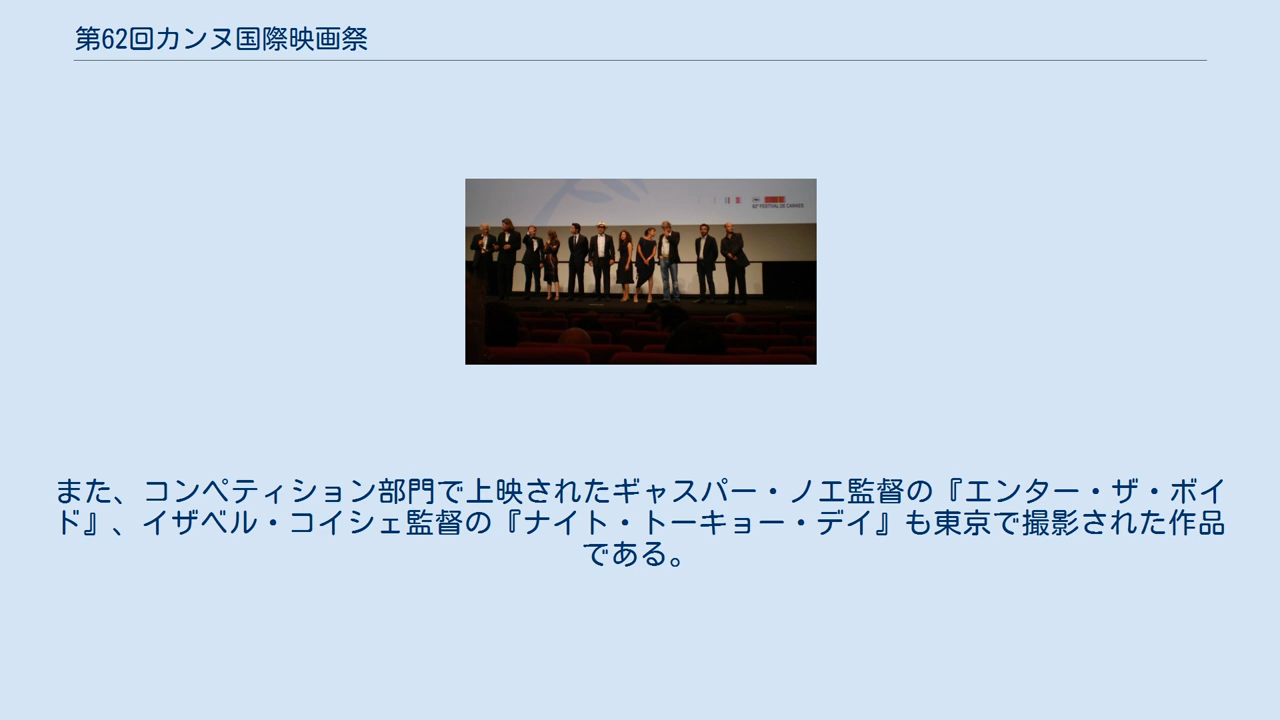 第62回カンヌ国際映画祭
62e FESTIVAL DE CANNES
また、コンペティション部門で上映されたギャスパー・ノエ監督の『エンター・ザ・ボイ
ド』、イザベル・コイシェ監督の『ナイト・トーキョー・デイ』も東京で撮影された作品
である。